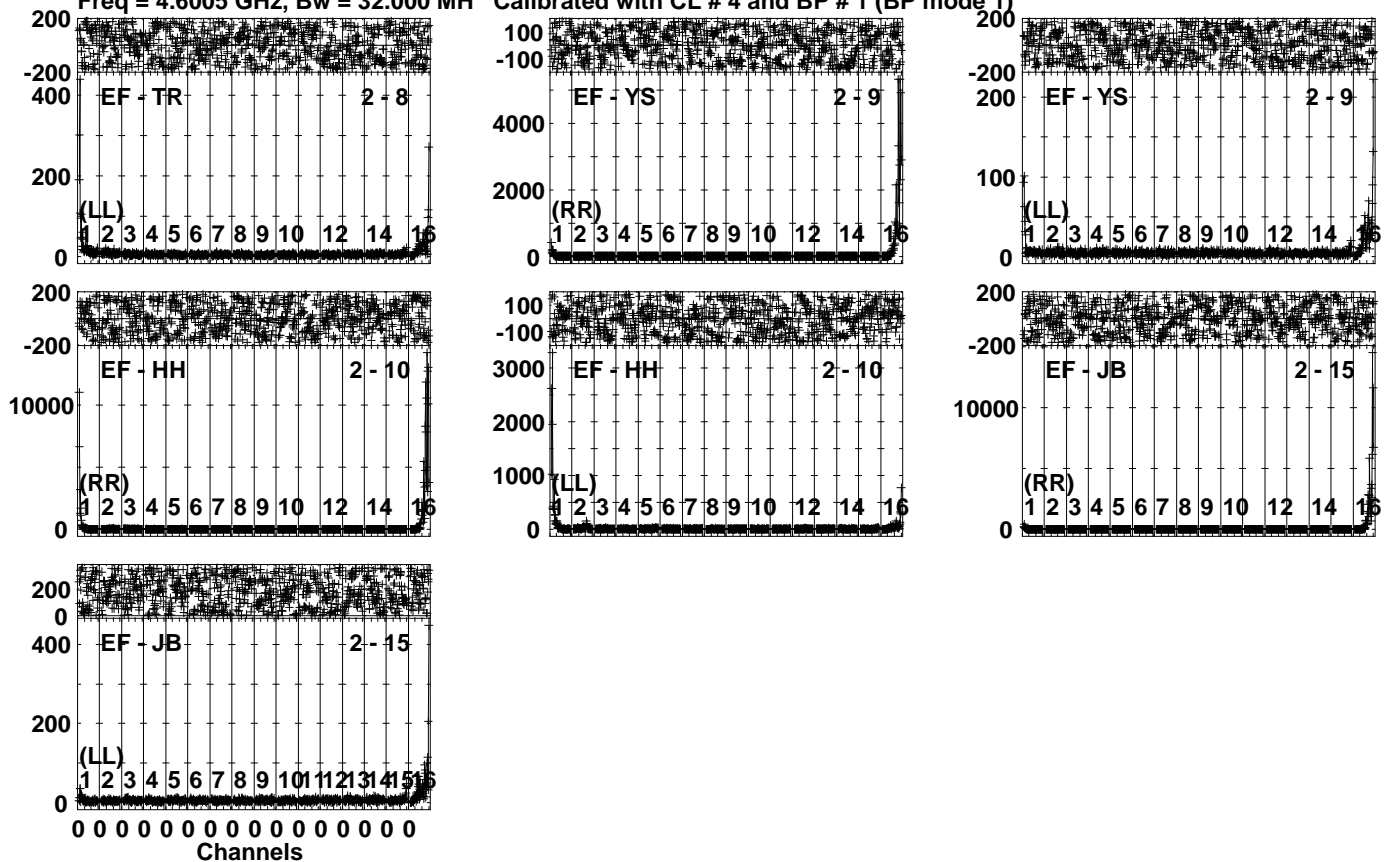 Freq = 4.6005 GHz, Bw = 32.000 MH Calibrated with CL # 4 and BP # 1 (BP mode 1)
200
-200
400
200
0
EF - TR 2 - 8
(LL)
1 2 3 4 5 6 7 8 9 10 12 14 16
100
-100
4000
2000
0
EF - YS 2 - 9
(RR)
1 2 3 4 5 6 7 8 9 10 12 14 16
200
-200
200
100
0
EF - YS 2 - 9
(LL)
1 2 3 4 5 6 7 8 9 10 12 14 16
200
-200
10000
0
EF - HH 2 - 10
(RR)
1 2 3 4 5 6 7 8 9 10 12 14 16
100
-100
3000
2000
1000
0
EF - HH 2 - 10
(LL)
1 2 3 4 5 6 7 8 9 10 12 14 16
200
-200
10000
0
EF - JB 2 - 15
(RR)
1 2 3 4 5 6 7 8 9 10 12 14 16
200
0
400
200
0
EF - JB 2 - 15
(LL)
1 2 3 4 5 6 7 8 9 10 11 12 13 14 15 16
0 0 0 0 0 0 0 0 0 0 0 0 0 0 0 0
Channels